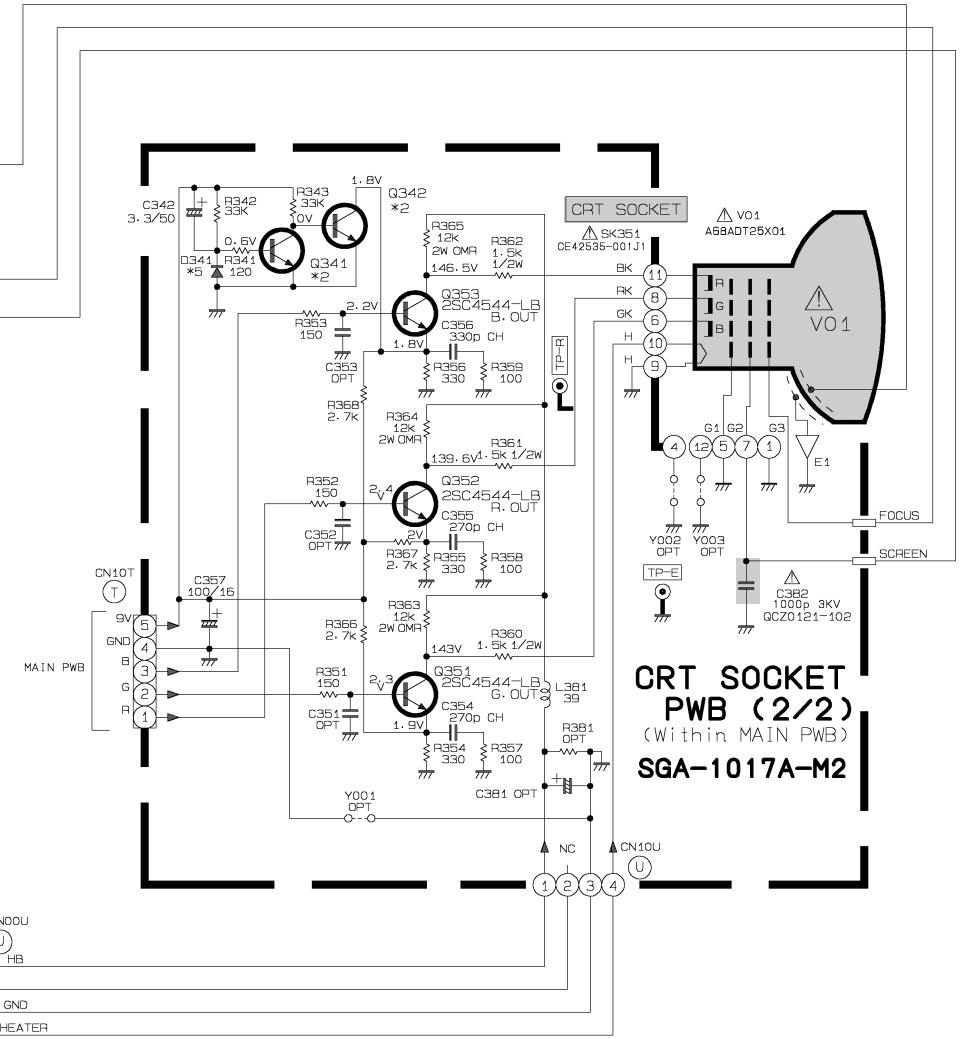 1.8V
Q342
*2
C342
3.3/50
R342
33K
R343
33K
0V
0.6V
D341
*5
R341
120
Q341
*2
CRT SOCKET
SK351
CE42535-001J1
V01
A68ADT25X01
R365
12k
2W OMR
R362
1.5k
1/2W
146.5V
BK
11
RK
8
GK
6
H
10
H
9
R
G
B
V01
Q353
2SC4544-LB
B.OUT
2.2V
R353
150
C353
OPT
1.8V
C356
330p CH
R356
330
R359
100
TP-R
R368
2.7k
R364
12k
2W OMR
R361
1.5k 1/2W
139.6V
G1
G2
G3
4
12
5
7
1
E1
R352
150
2.4
V
Q352
2SC4544-LB
R.OUT
C352
OPT
2V
C355
270p CH
R367
2.7k
R355
330
R358
100
Y002
OPT
Y003
OPT
FOCUS
SCREEN
TP-E
C382
1000p 3KV
QCZ0121-102
CN10T
T
C357
100/16
R363
12k
2W OMR
R366
2.7k
R360
1.5k 1/2W
143V
9V
5
GND
4
B
3
G
2
R
1
MAIN PWB
R351
150
2.3
V
Q351
2SC4544-LB
G.OUT
C351
OPT
1.9V
C354
270p CH
R354
330
R357
100
L381
39
R381
OPT
C381 OPT
CRT SOCKET
PWB (2/2)
(Within MAIN PWB)
SGA-1017A-M2
Y001
OPT
NC
CN10U
U
1
2
3
4
N00U
HB
GND
HEATER